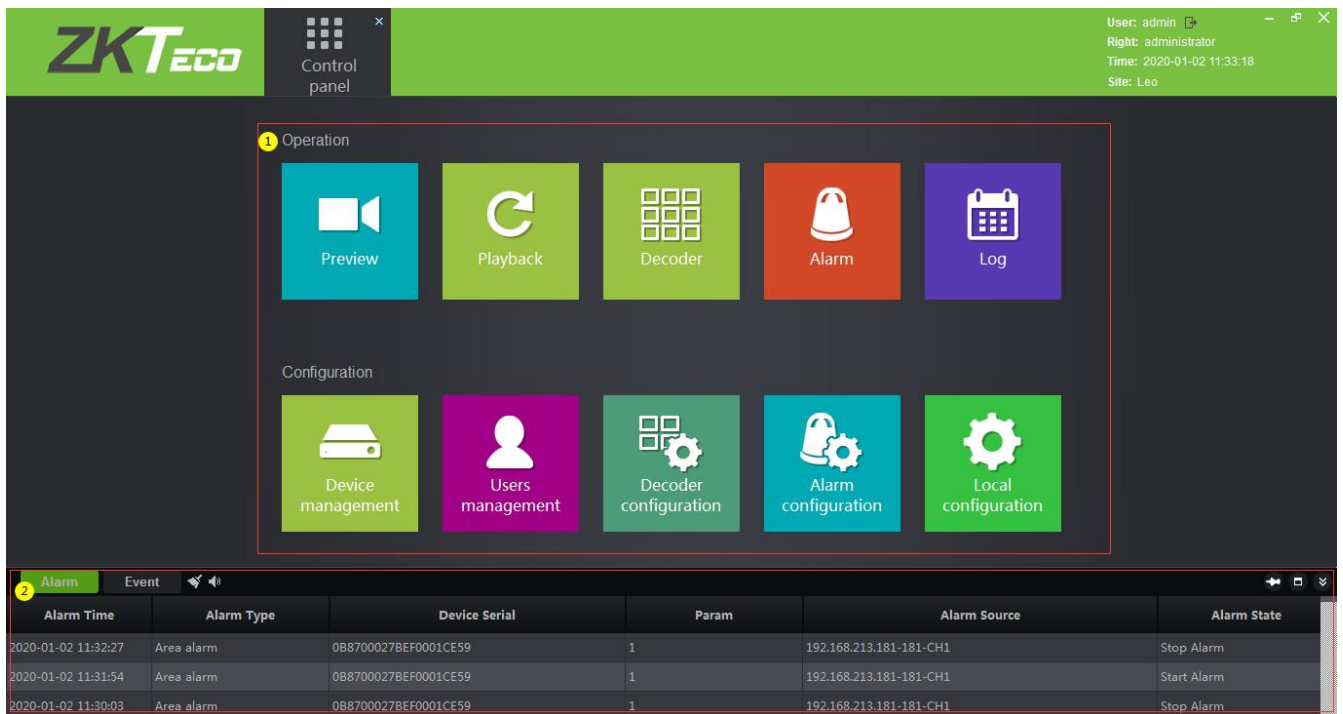 ZKTeco
Control
panel
User: admin
Right: administrator
Time: 2020-01-02 11:33:18
Site: Leo
1 Operation
Preview
Playback
Decoder
Alarm
Log
Configuration
Device
management
Users
management
Decoder
configuration
Alarm
configuration
Local
configuration
2 Alarm Event
Alarm Time Alarm Type Device Serial Param Alarm Source Alarm State
2020-01-02 11:32:27 Area alarm 0B8700027BEF0001CE59 1 192.168.213.181-181-CH1 Stop Alarm
2020-01-02 11:31:54 Area alarm 0B8700027BEF0001CE59 1 192.168.213.181-181-CH1 Start Alarm
2020-01-02 11:30:03 Area alarm 0B8700027BEF0001CE59 1 192.168.213.181-181-CH1 Stop Alarm